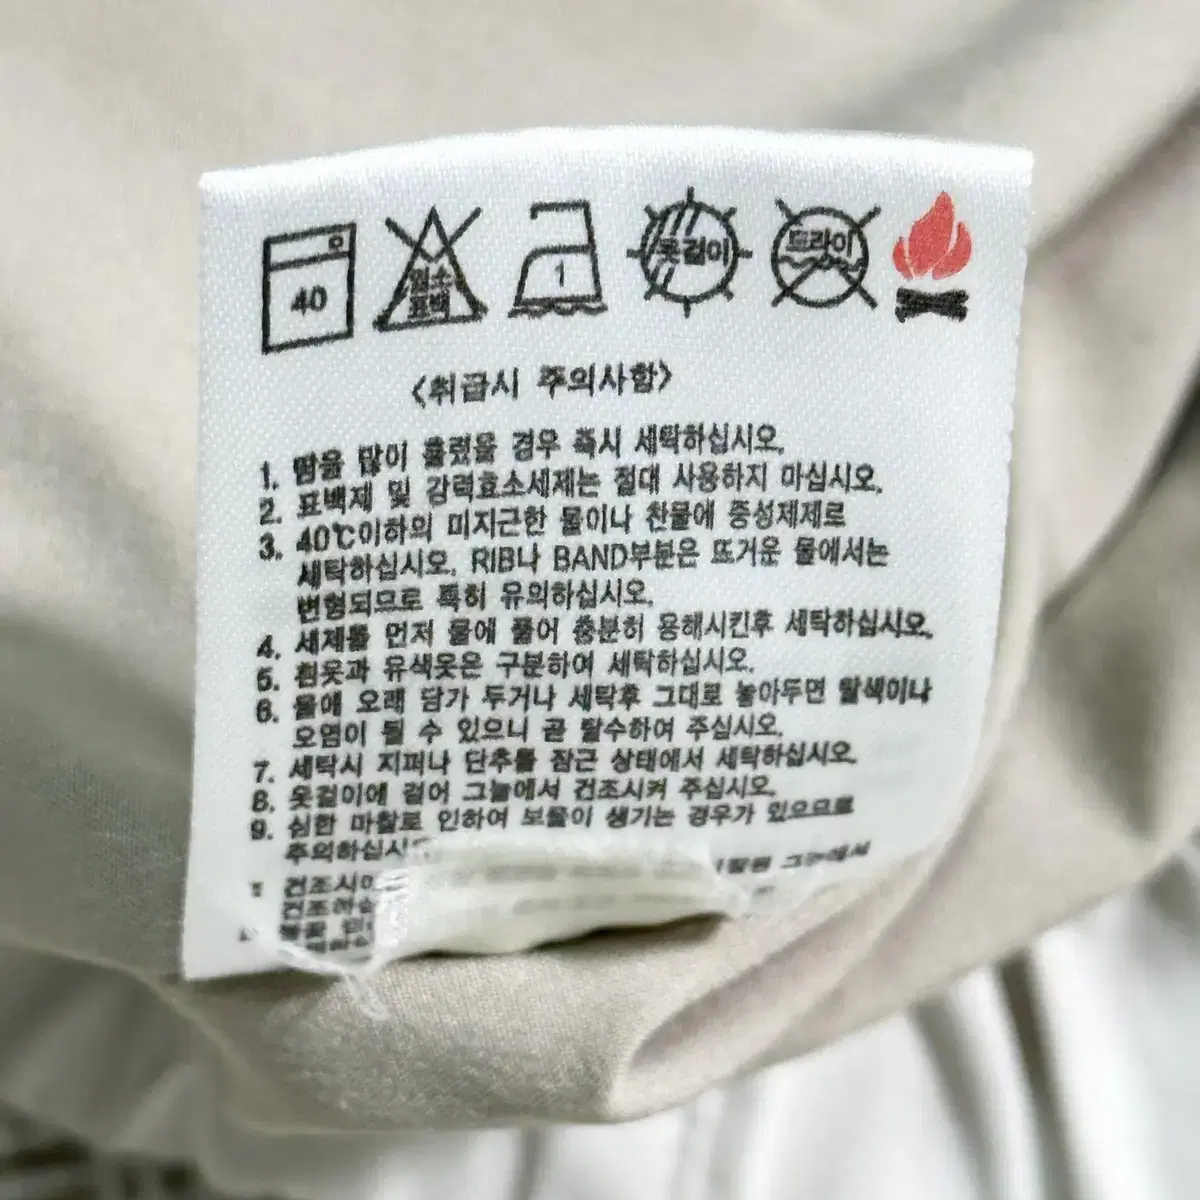 40
염소
표백
1
옷걸이
드라이
<취급시 주의사항>
1. 땀을 많이 흘렸을 경우 즉시 세탁하십시오.
2. 표백제 및 강력효소세제는 절대 사용하지 마십시오.
3. 40℃이하의 미지근한 물이나 찬물에 중성제제로
세탁하십시오. RIB나 BAND부분은 뜨거운 물에서는
변형되므로 특히 유의하십시오.
4. 세제를 먼저 물에 풀어 충분히 용해시킨후 세탁하십시오.
5. 흰옷과 유색옷은 구분하여 세탁하십시오.
6. 물에 오래 담가 두거나 세탁후 그대로 놓아두면 탈색이나
오염이 될 수 있으니 곧 탈수하여 주십시오.
7. 세탁시 지퍼나 단추를 잠근 상태에서 세탁하십시오.
8. 옷걸이에 걸어 그늘에서 건조시켜 주십시오.
9. 심한 마찰로 인하여 보풀이 생기는 경우가 있으므로
주의하십시오
건조시에 그늘에서
건조하십